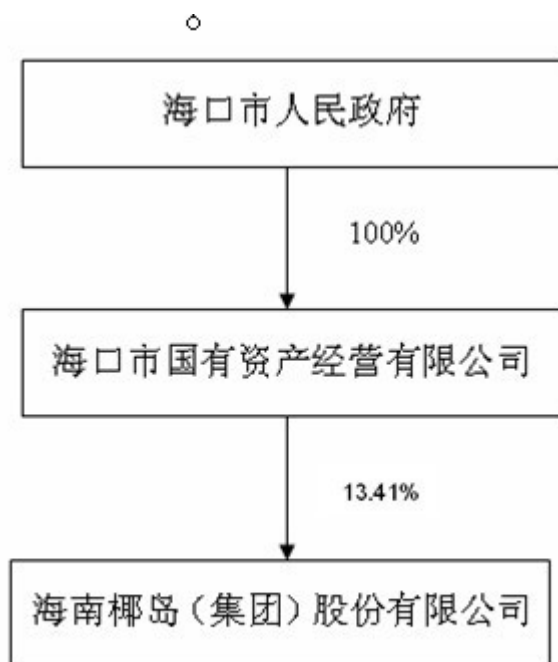 。
海口市人民政府
100%
海口市国有资产经营有限公司
13.41%
海南椰岛（集团）股份有限公司